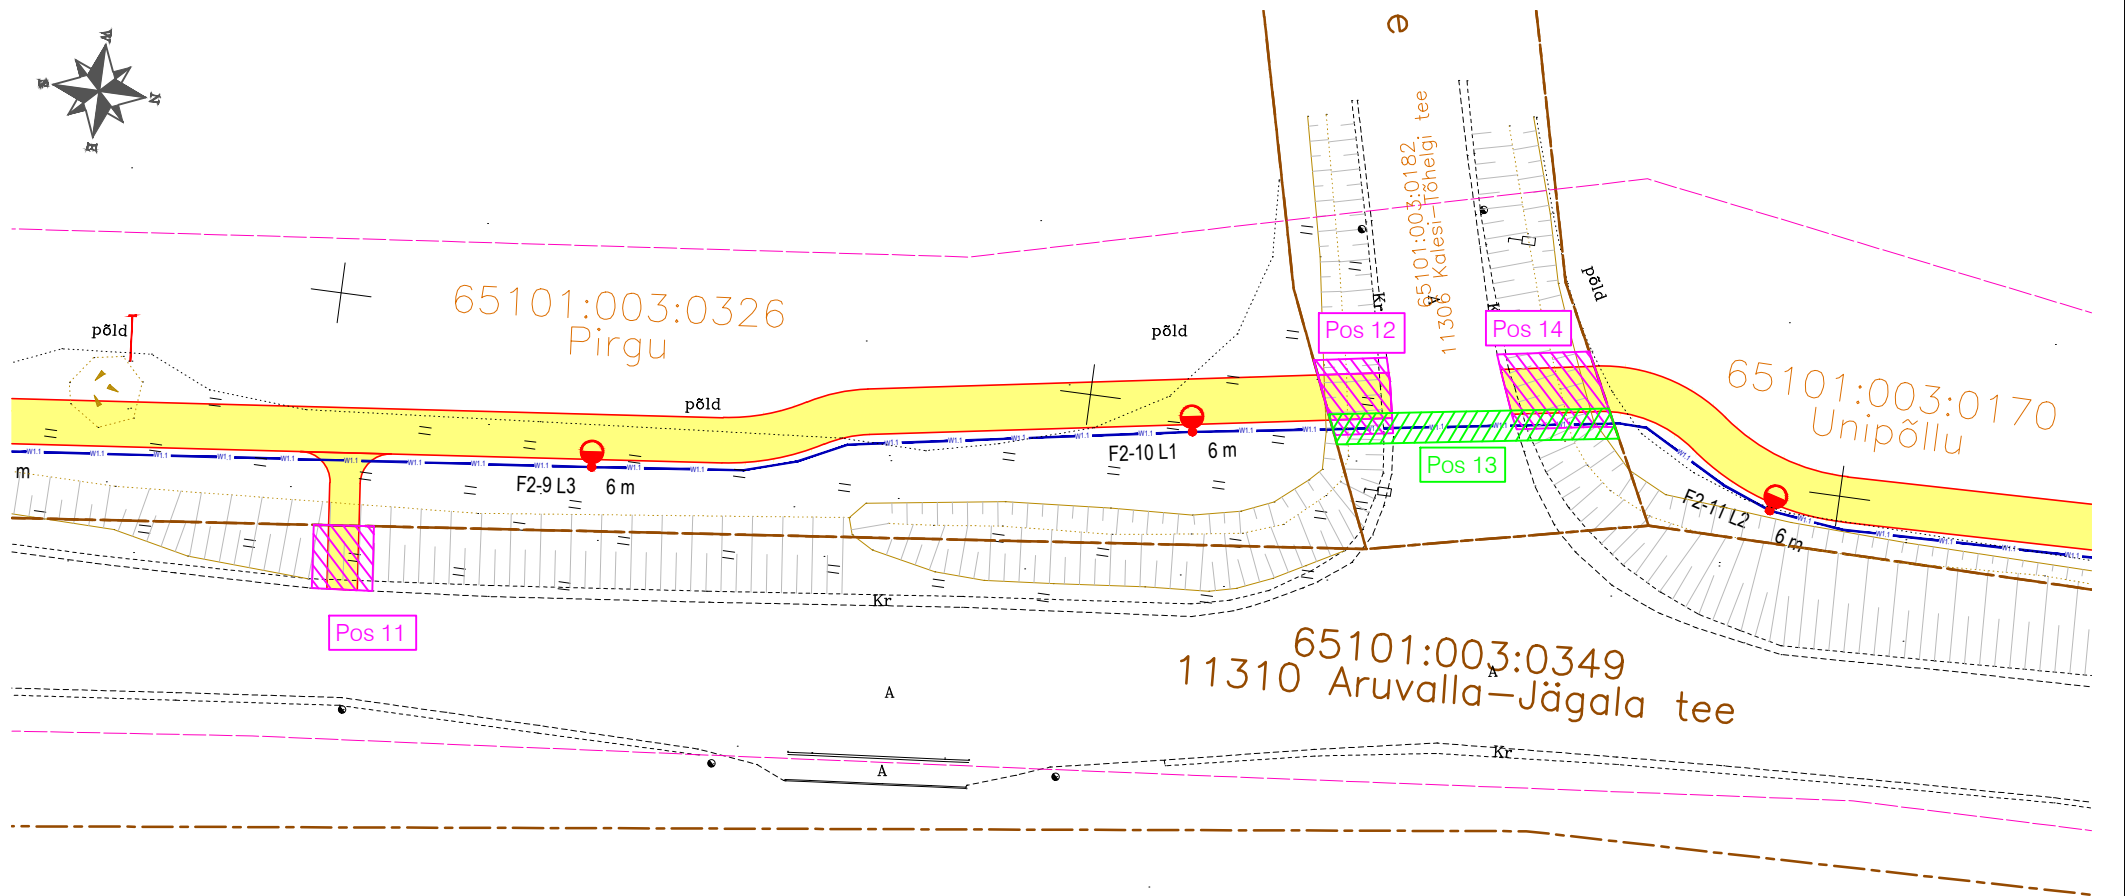 W
N
E
e
65101:003:0182
11306 Kalesi-Tõhelgi tee
A
Kr
põld
65101:003:0326
Pirgu
põld
põld
põld
Pos 12
Pos 14
65101:003:0170
Unipõllu
m
F2-9 L3
6 m
F2-10 L1
6 m
Pos 13
F2-11 L2
6 m
Kr
Pos 11
65101:003:0349
11310 Aruvalla-Jägala tee
A
A
A
Kr
W1.1